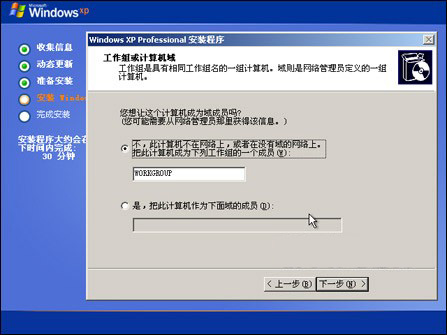 Microsoft
Windows xp
收集信息
动态更新
准备安装
安装 Windo
完成安装
安装程序大约会在
下时间内完成:
30 分钟
Windows XP Professional 安装程序
工作组或计算机域
工作组是具有相同工作组名的一组计算机。域则是网络管理员定义的一组
计算机。
您想让这个计算机成为域成员吗?
(您可能需要从网络管理员那里获得该信息。)
不，此计算机不在网络上，或者在没有域的网络上。
把此计算机成为下列工作组的一个成员(W):
WORKGROUP
是，把此计算机作为下面域的成员(D):
< 上一步(B) 下一步(N) >